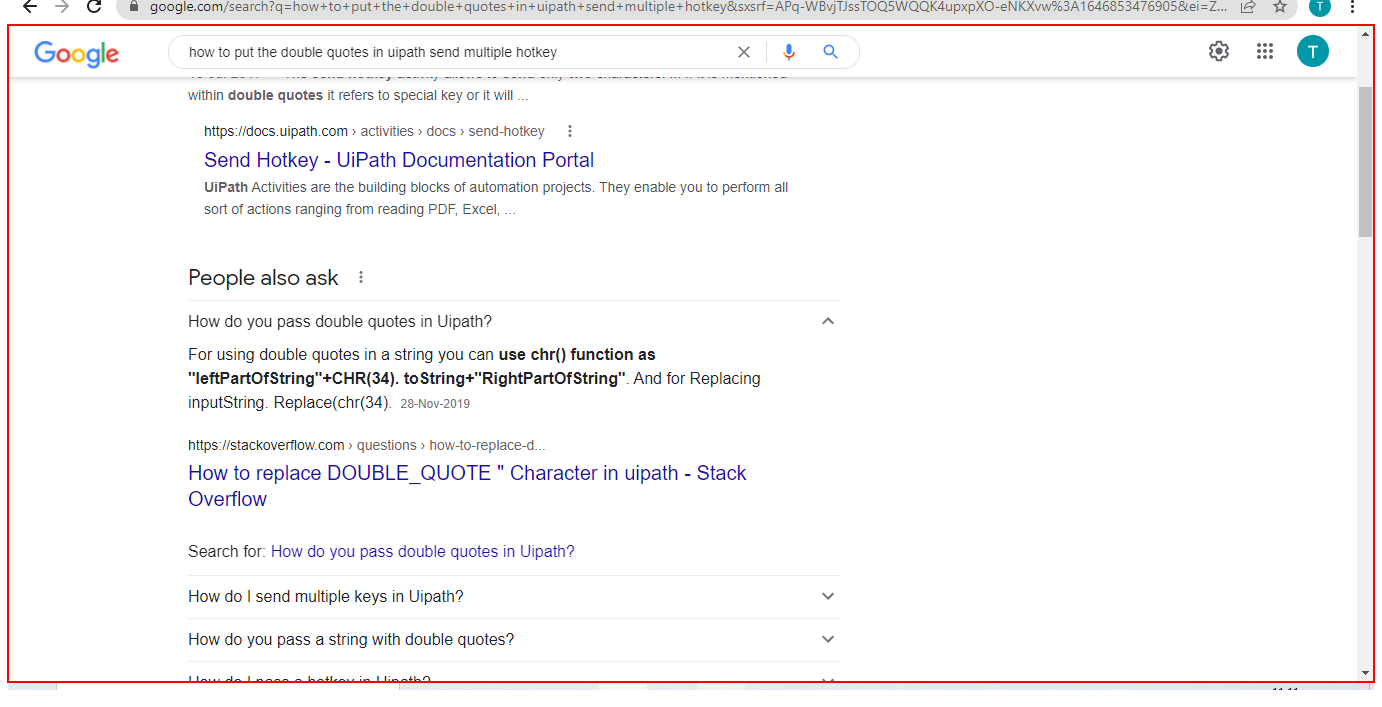 google.com/search?q=how+to+put+the+double+quotes+in+uipath+send+multiple+hotkey&sxsrf=APq-WBvjTJssTOQ5WQQK4upxpXO-eNKXvw%3A1646853476905&ei=Z...
T
Google
how to put the double quotes in uipath send multiple hotkey
T
within double quotes it refers to special key or it will ...
https://docs.uipath.com › activities › docs › send-hotkey
Send Hotkey - UiPath Documentation Portal
UiPath Activities are the building blocks of automation projects. They enable you to perform all
sort of actions ranging from reading PDF, Excel, ...
People also ask
How do you pass double quotes in Uipath?
For using double quotes in a string you can use chr() function as
"leftPartOfString"+CHR(34). toString+"RightPartOfString". And for Replacing
inputString. Replace(chr(34). 28-Nov-2019
https://stackoverflow.com › questions › how-to-replace-d...
How to replace DOUBLE_QUOTE " Character in uipath - Stack
Overflow
Search for: How do you pass double quotes in Uipath?
How do I send multiple keys in Uipath?
How do you pass a string with double quotes?
How do I pass a hotkey in Uipath?